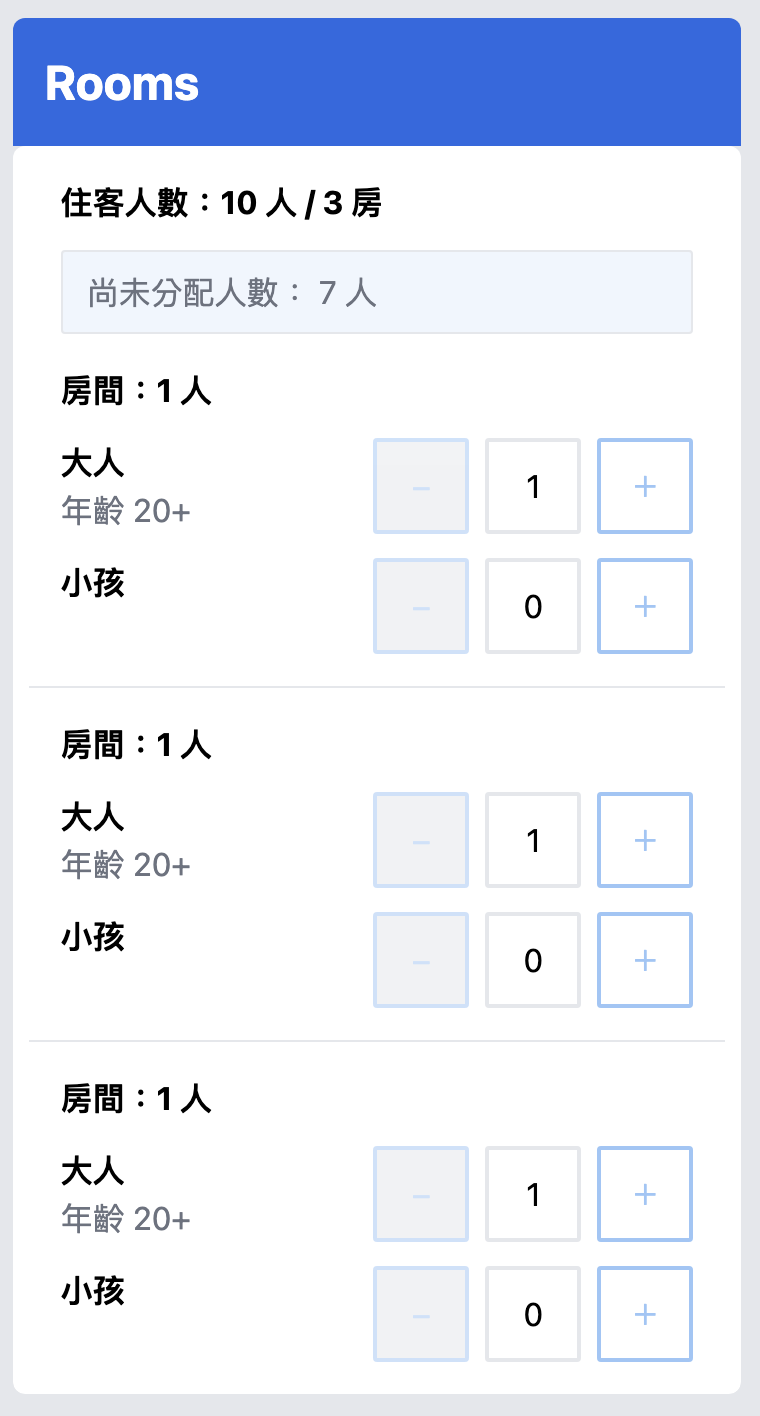 Rooms
住客人數：10 人 / 3 房
尚未分配人數： 7 人
房間：1 人
大人
年齡 20+
− 1 +
小孩
− 0 +
房間：1 人
大人
年齡 20+
− 1 +
小孩
− 0 +
房間：1 人
大人
年齡 20+
− 1 +
小孩
− 0 +